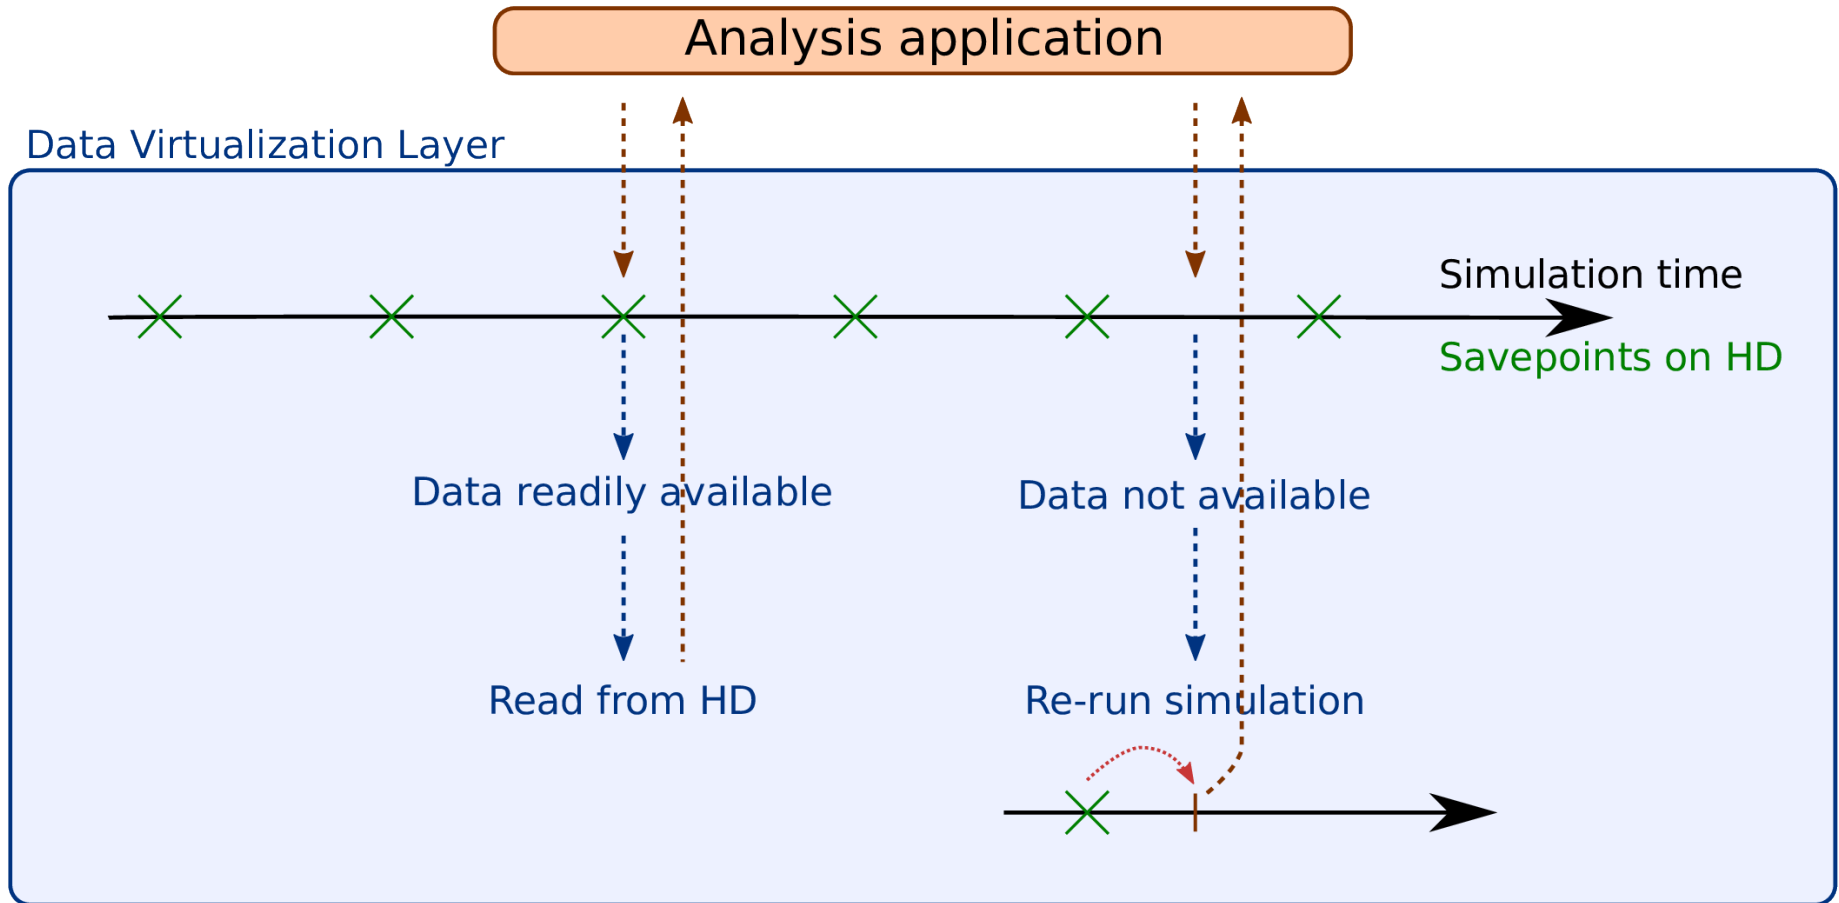 Analysis application
Data Virtualization Layer
Simulation time
Savepoints on HD
Data readily available
Data not available
Read from HD
Re-run simulation